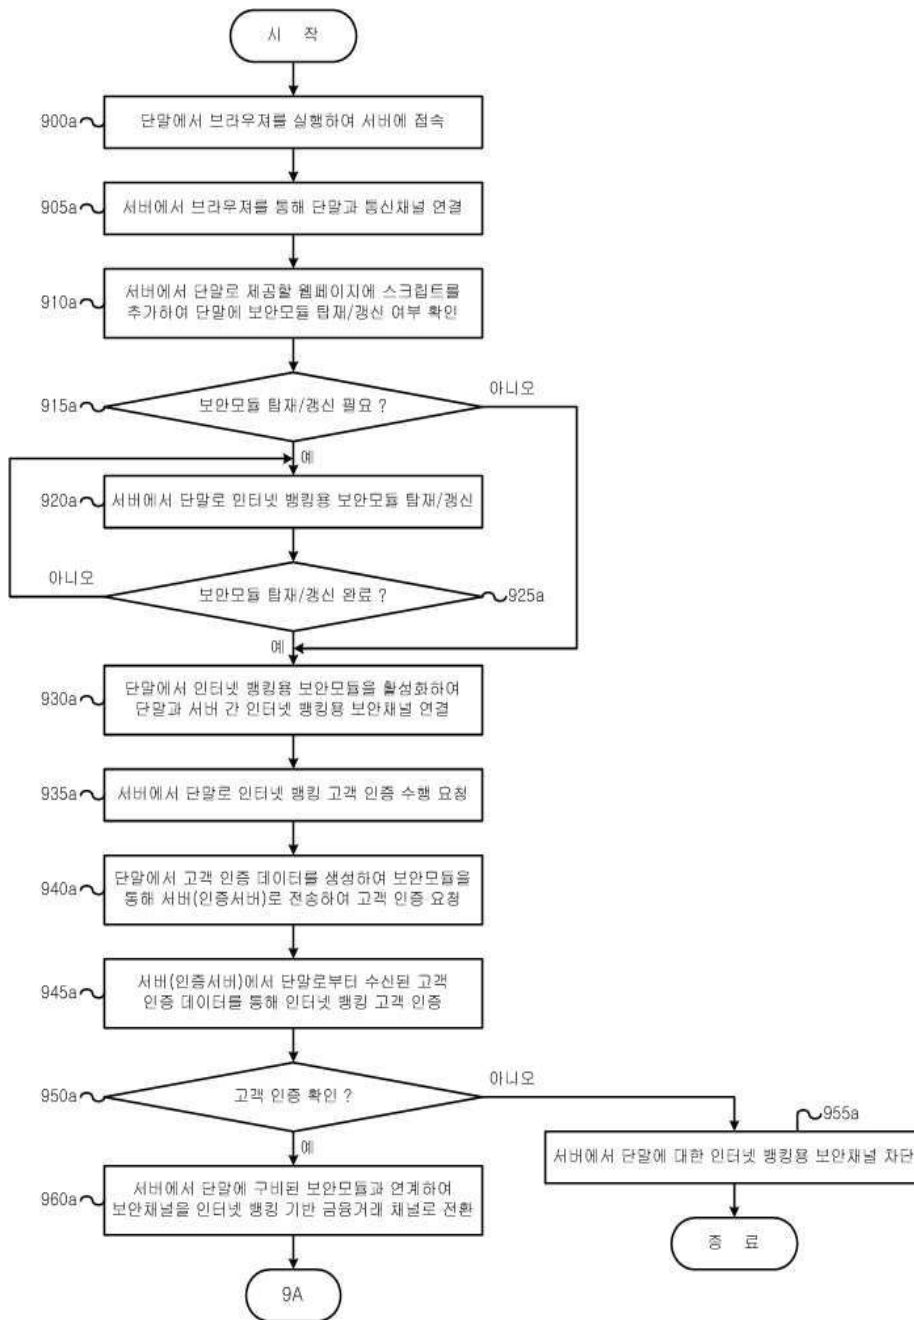 시 작
900a
단말에서 브라우져를 실행하여 서버에 접속
905a
서버에서 브라우져를 통해 단말과 통신채널 연결
910a
서버에서 단말로 제공할 웹페이지에 스크립트를
추가하여 단말에 보안모듈 탑재/갱신 여부 확인
아니오
915a
보안모듈 탑재/갱신 필요 ?
예
920a
서버에서 단말로 인터넷 뱅킹용 보안모듈 탑재/갱신
아니오
보안모듈 탑재/갱신 완료 ?
925a
예
930a
단말에서 인터넷 뱅킹용 보안모듈을 활성화하여
단말과 서버 간 인터넷 뱅킹용 보안채널 연결
935a
서버에서 단말로 인터넷 뱅킹 고객 인증 수행 요청
940a
단말에서 고객 인증 데이터를 생성하여 보안모듈을
통해 서버(인증서버)로 전송하여 고객 인증 요청
945a
서버(인증서버)에서 단말로부터 수신된 고객
인증 데이터를 통해 인터넷 뱅킹 고객 인증
950a
고객 인증 확인 ?
아니오
955a
서버에서 단말에 대한 인터넷 뱅킹용 보안채널 차단
예
960a
서버에서 단말에 구비된 보안모듈과 연계하여
보안채널을 인터넷 뱅킹 기반 금융거래 채널로 전환
종 료
9A